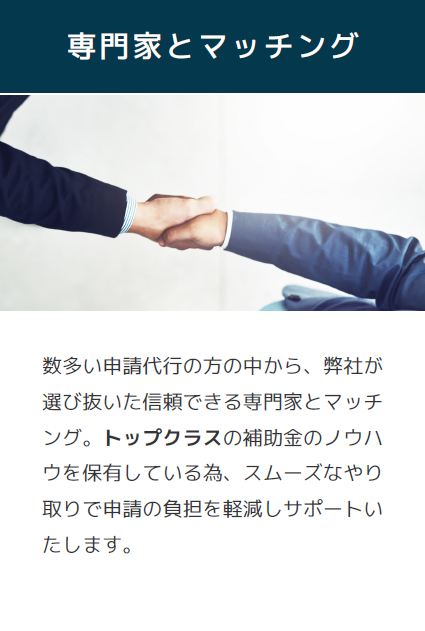 専門家とマッチング
数多い申請代行の方の中から、弊社が
選び抜いた信頼できる専門家とマッチ
ング。トップクラスの補助金のノウハ
ウを保有している為、スムーズなやり
取りで申請の負担を軽減しサポートい
たします。